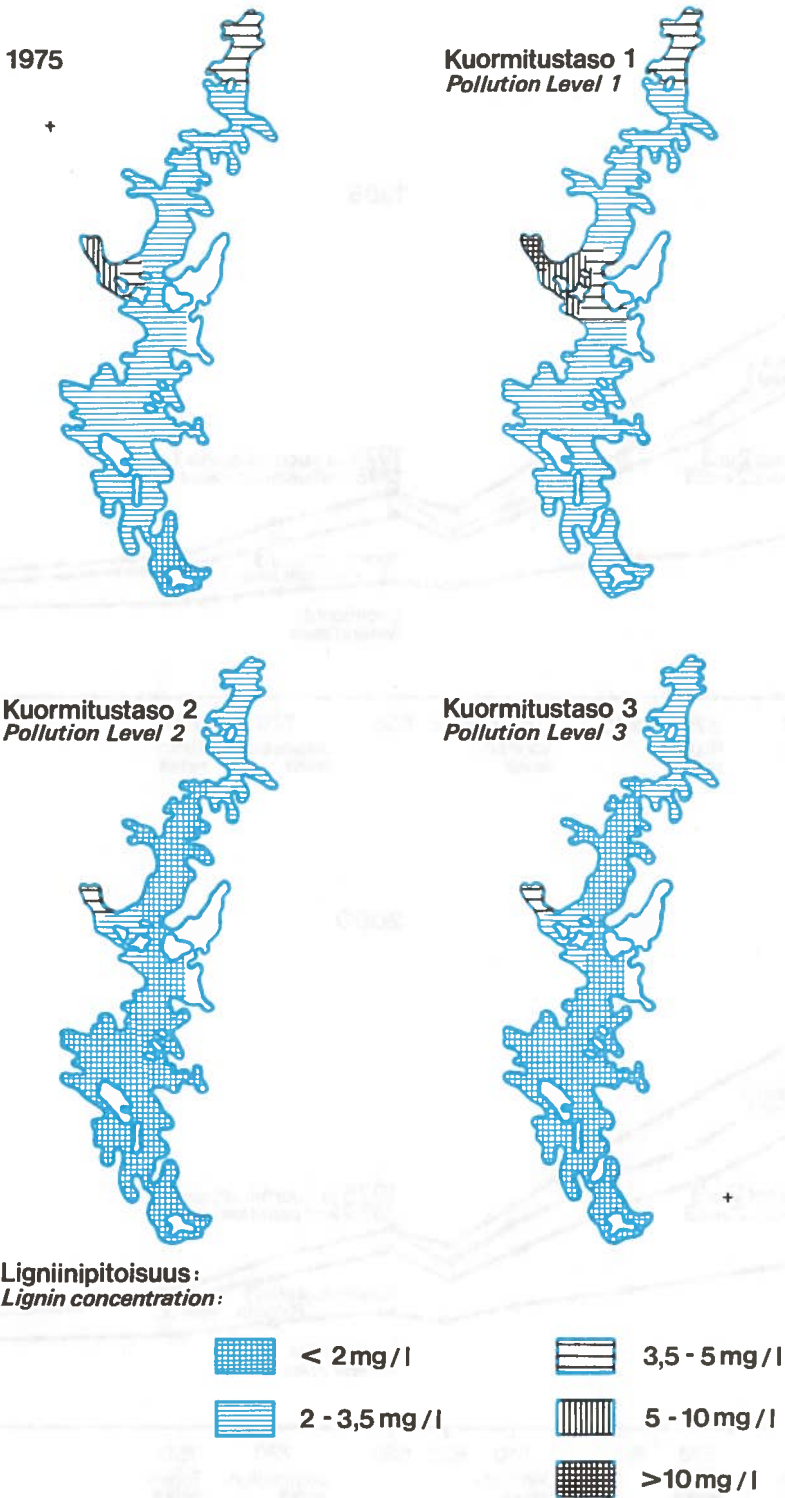 1975
Kuormitustaso 1
Pollution Level 1
Kuormitustaso 2
Pollution Level 2
Kuormitustaso 3
Pollution Level 3
Ligniinipitoisuus:
Lignin concentration:
< 2 mg/l
3,5 - 5 mg/l
2 - 3,5 mg/l
5 - 10 mg/l
>10 mg/l